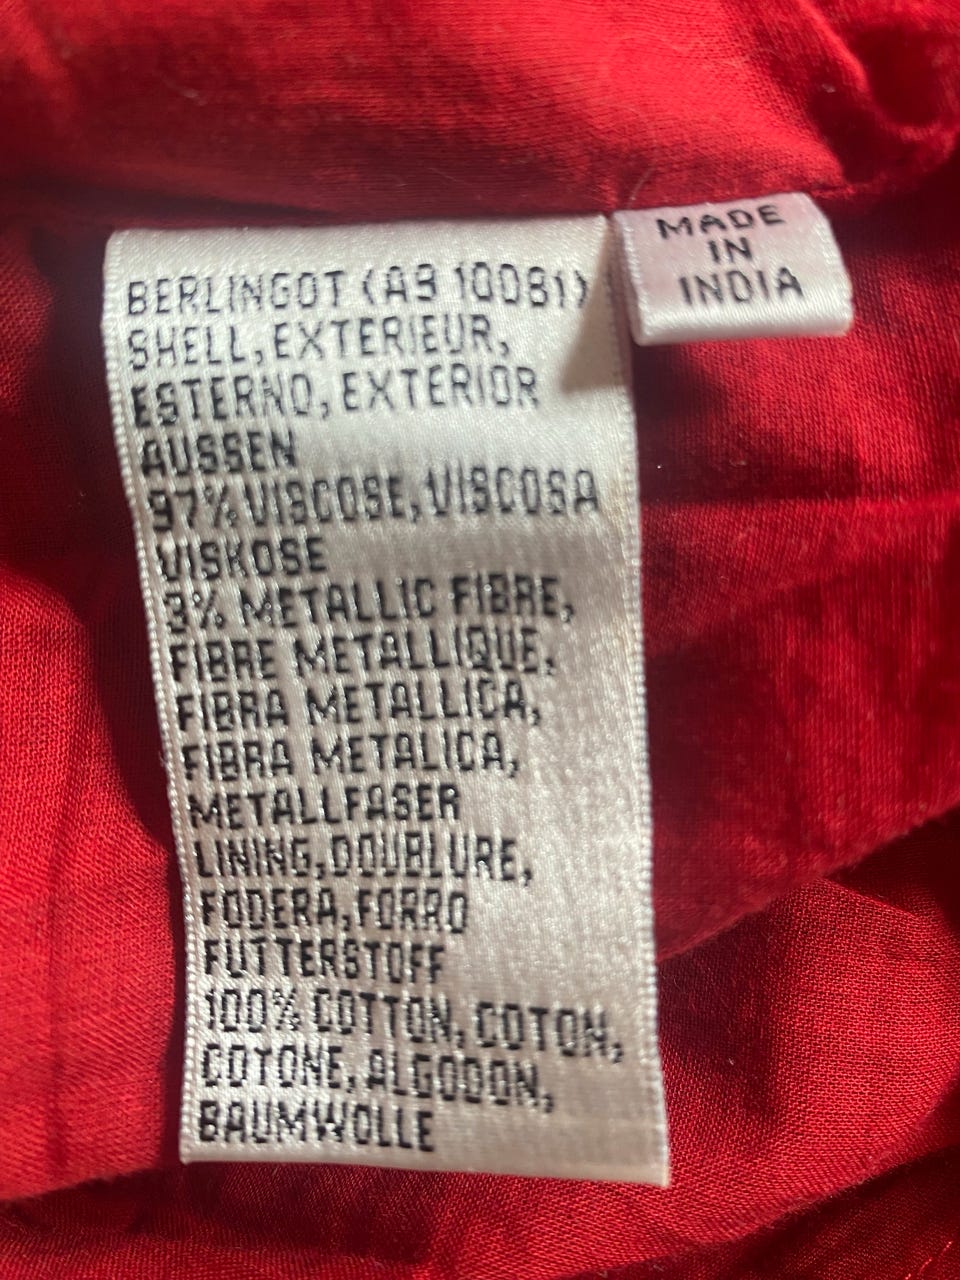 BERLINGOT (A9 10081)
SHELL, EXTERIEUR,
ESTERNO, EXTERIOR
AUSSEN
97% VISCOSE, VISCOSA
VISKOSE
3% METALLIC FIBRE,
FIBRE METALLIQUE,
FIBRA METALLICA,
FIBRA METALICA,
METALLFASER
LINING, DOUBLURE,
FODERA, FORRO
FUTTERSTOFF
100% COTTON, COTON,
COTONE, ALGODON,
BAUMWOLLE
MADE
IN
INDIA